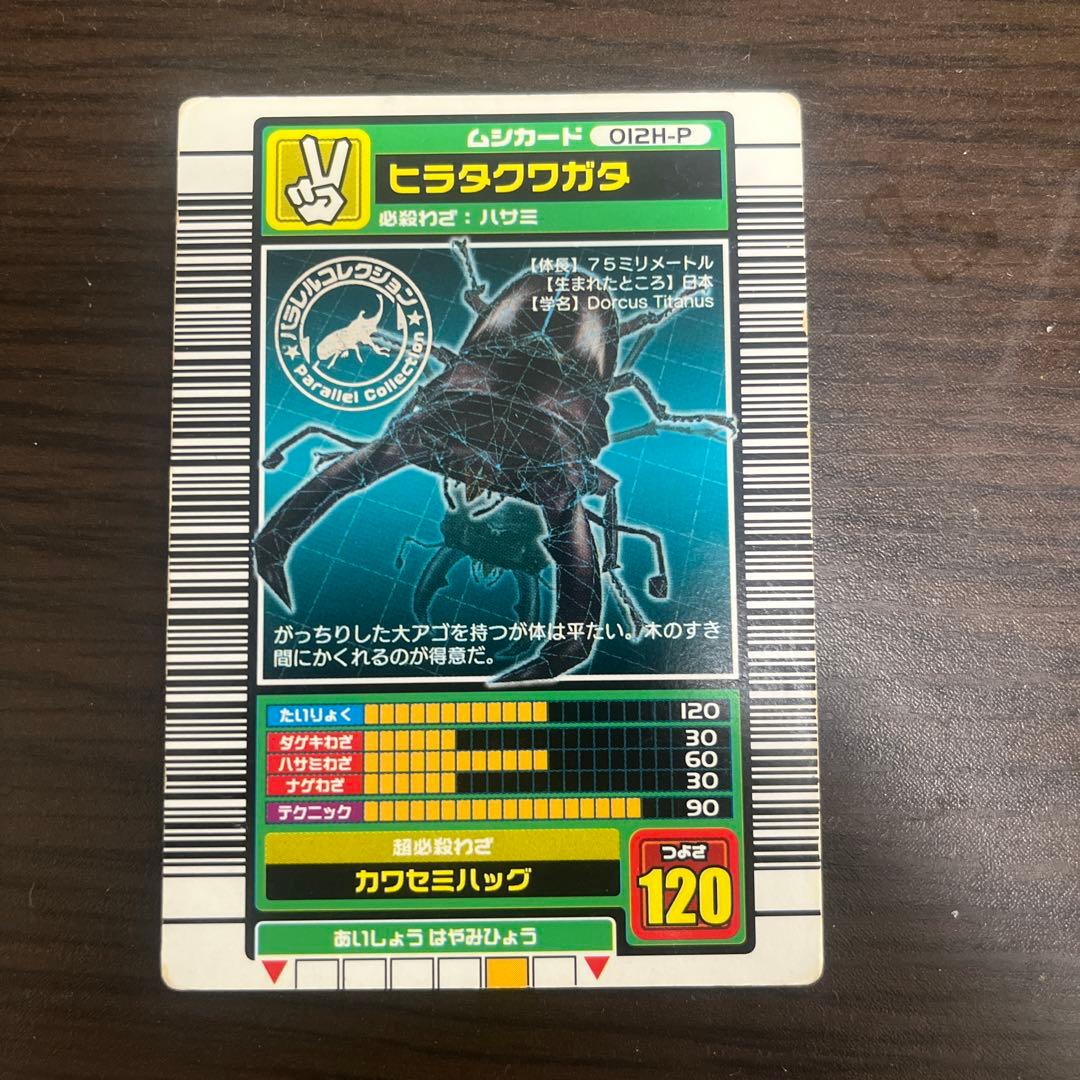 ムシカード 012H-P
ヒラタクワガタ
必殺わざ：ハサミ
【体長】75ミリメートル
【生まれたところ】日本
【学名】Dorcus Titanus
★パラレルコレクション★
Parallel Collection
がっちりした大アゴを持つが体は平たい。木のすき
間にかくれるのが得意だ。
たいりょく 120
ダゲキわざ 30
ハサミわざ 60
ナゲわざ 30
テクニック 90
超必殺わざ
カワセミハッグ
つよさ
120
あいしょう はやみひょう